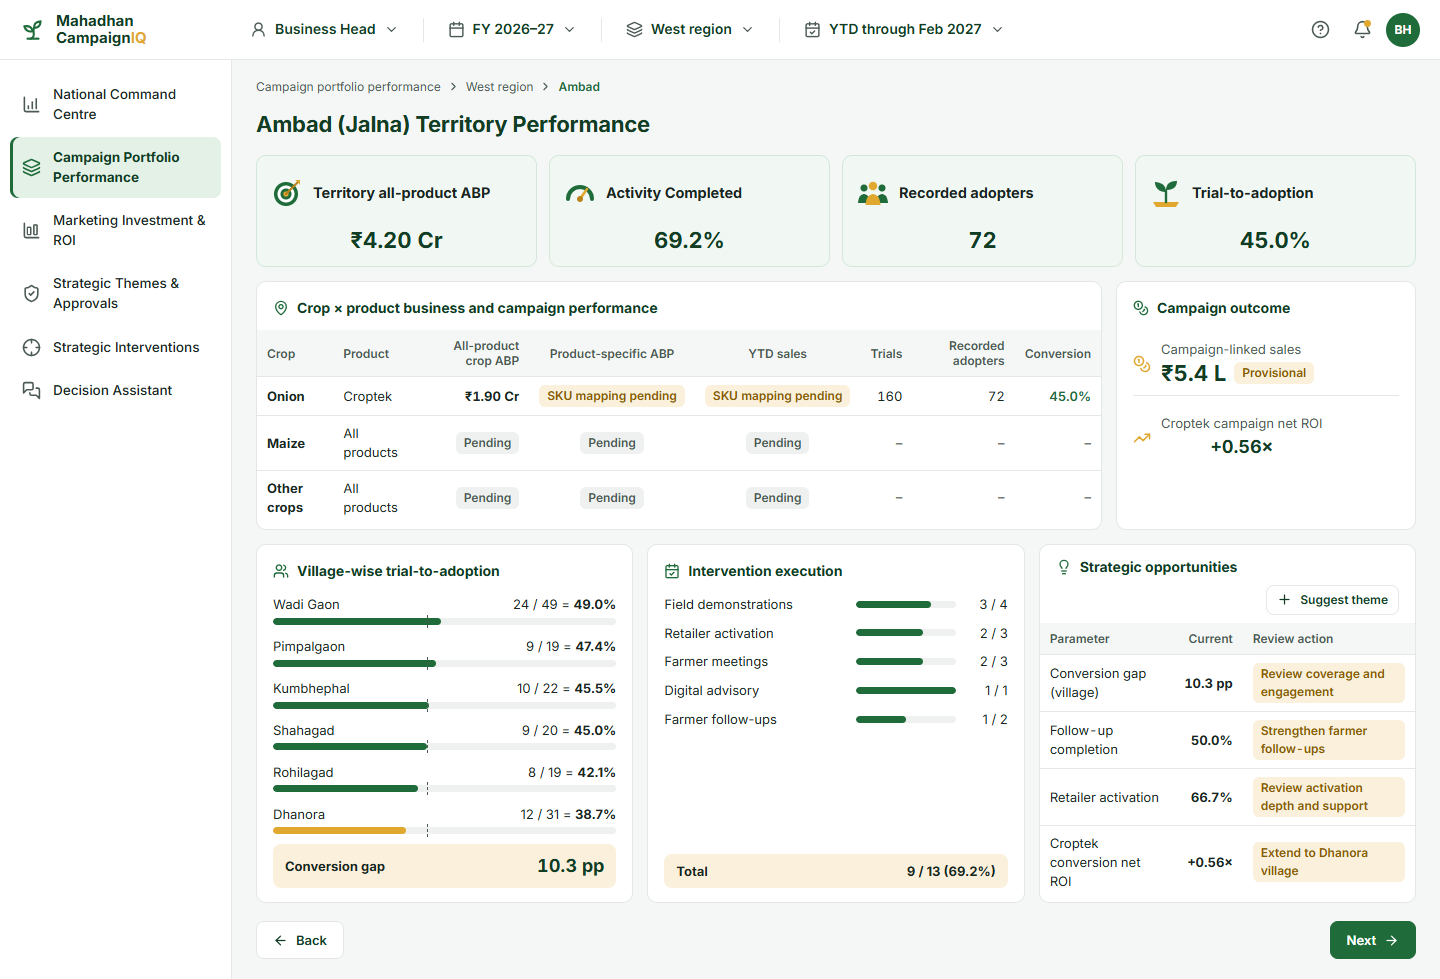 Mahadhan
CampaignIQ
Business Head
FY 2026–27
West region
YTD through Feb 2027
BH
National Command
Centre
Campaign Portfolio
Performance
Marketing Investment &
ROI
Strategic Themes &
Approvals
Strategic Interventions
Decision Assistant
Campaign portfolio performance > West region > Ambad
Ambad (Jalna) Territory Performance
Territory all-product ABP
₹4.20 Cr
Activity Completed
69.2%
Recorded adopters
72
Trial-to-adoption
45.0%
Crop × product business and campaign performance
Crop Product All-product crop ABP Product-specific ABP YTD sales Trials Recorded adopters Conversion
Onion Croptek ₹1.90 Cr SKU mapping pending SKU mapping pending 160 72 45.0%
Maize All products Pending Pending Pending – – –
Other crops All products Pending Pending Pending – – –
Campaign outcome
Campaign-linked sales
₹5.4 L Provisional
Croptek campaign net ROI
+0.56×
Village-wise trial-to-adoption
Wadi Gaon 24 / 49 = 49.0%
Pimpalgaon 9 / 19 = 47.4%
Kumbhephal 10 / 22 = 45.5%
Shahagad 9 / 20 = 45.0%
Rohilagad 8 / 19 = 42.1%
Dhanora 12 / 31 = 38.7%
Conversion gap 10.3 pp
Intervention execution
Field demonstrations 3 / 4
Retailer activation 2 / 3
Farmer meetings 2 / 3
Digital advisory 1 / 1
Farmer follow-ups 1 / 2
Total 9 / 13 (69.2%)
Strategic opportunities
+ Suggest theme
Parameter Current Review action
Conversion gap (village) 10.3 pp Review coverage and engagement
Follow-up completion 50.0% Strengthen farmer follow-ups
Retailer activation 66.7% Review activation depth and support
Croptek conversion net ROI +0.56× Extend to Dhanora village
← Back
Next →